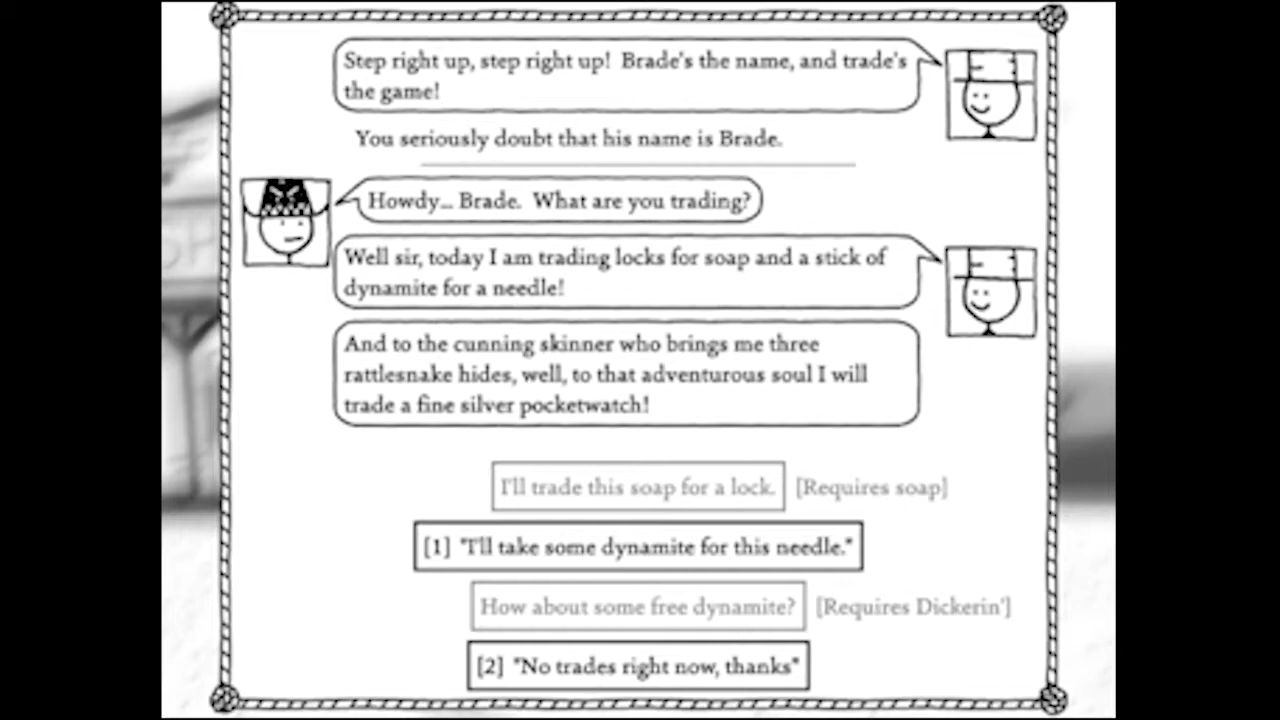 Step right up, step right up! Brade's the name, and trade's
the game!
You seriously doubt that his name is Brade.
Howdy... Brade. What are you trading?
Well sir, today I am trading locks for soap and a stick of
dynamite for a needle!
And to the cunning skinner who brings me three
rattlesnake hides, well, to that adventurous soul I will
trade a fine silver pocketwatch!
I'll trade this soap for a lock. [Requires soap]
[1] "I'll take some dynamite for this needle."
How about some free dynamite? [Requires Dickerin']
[2] "No trades right now, thanks"